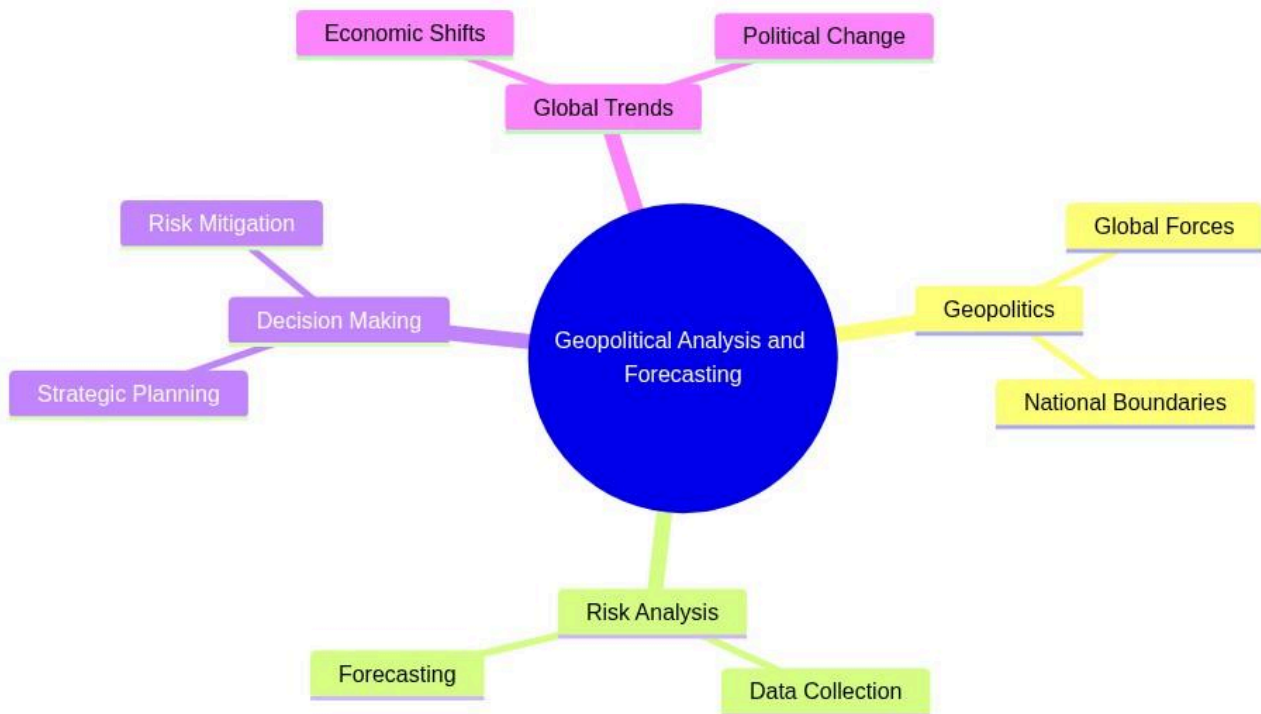 Economic Shifts
Political Change
Global Trends
Risk Mitigation
Global Forces
Decision Making
Geopolitics
Geopolitical Analysis and
Forecasting
Strategic Planning
National Boundaries
Risk Analysis
Forecasting
Data Collection